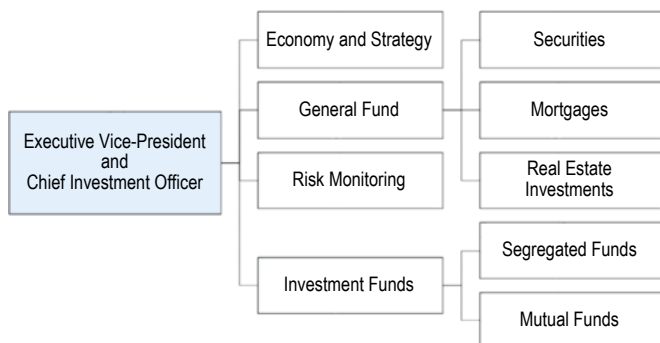 Executive Vice-President
and
Chief Investment Officer
Economy and Strategy
General Fund
Risk Monitoring
Investment Funds
Securities
Mortgages
Real Estate
Investments
Segregated Funds
Mutual Funds